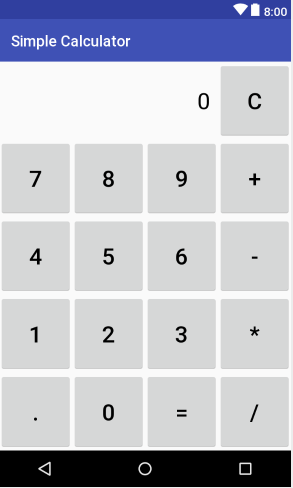 8:00
Simple Calculator
0 C
7 8 9 +
4 5 6 -
1 2 3 *
. 0 = /